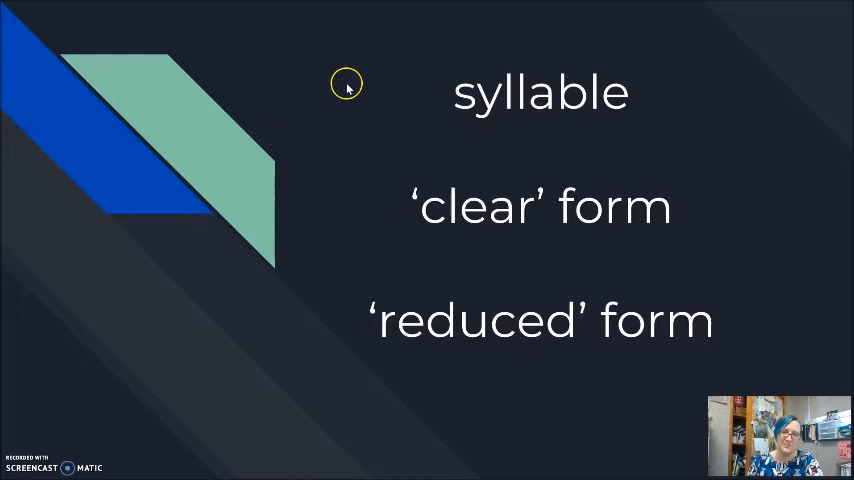 syllable
‘clear’ form
‘reduced’ form
RECORDED WITH
SCREENCAST MATIC